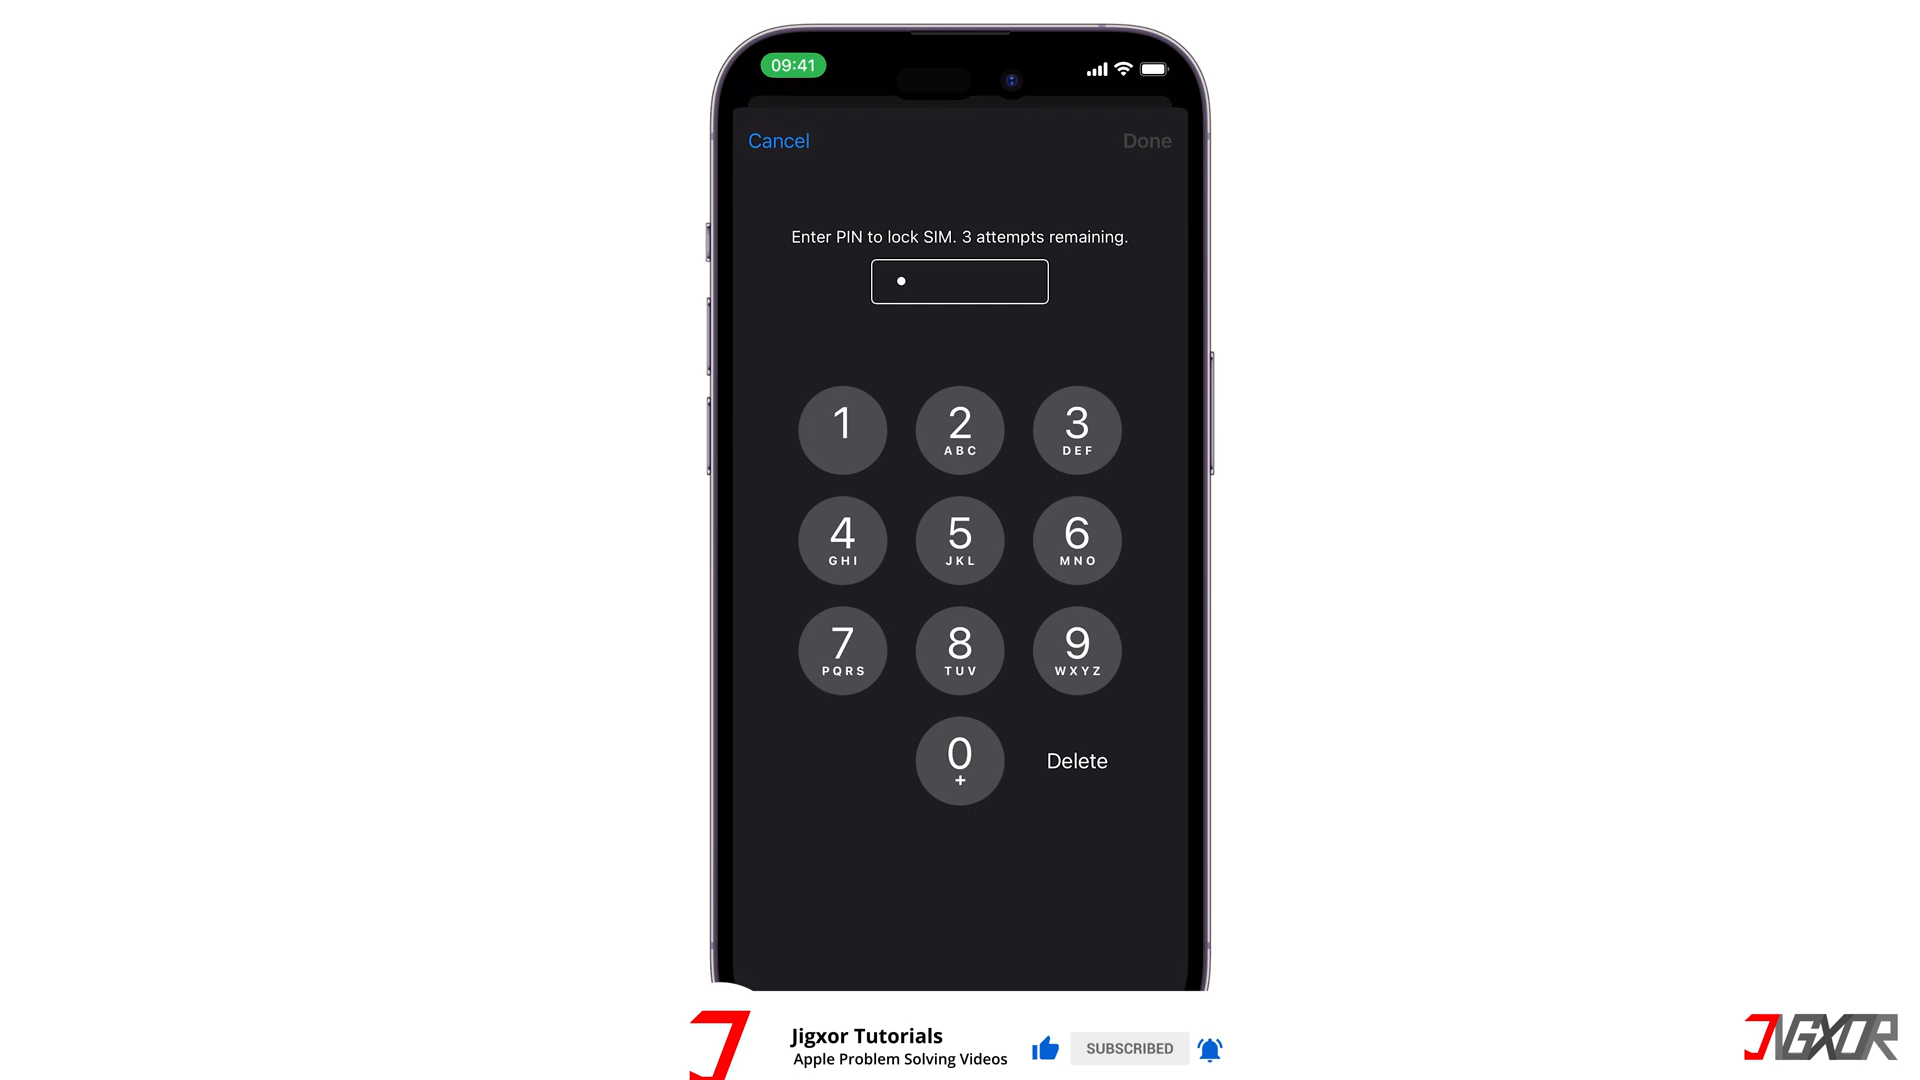 09:41
Cancel
Done
Enter PIN to lock SIM. 3 attempts remaining.
1
2
ABC
3
DEF
4
GHI
5
JKL
6
MNO
7
PQRS
8
TUV
9
WXYZ
0
+
Delete
Jigxor Tutorials
Apple Problem Solving Videos
SUBSCRIBED
JIGXOR